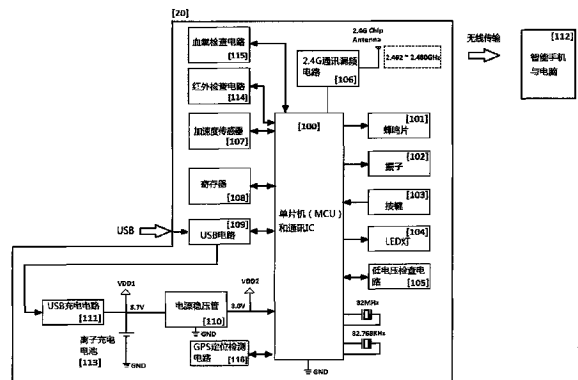 [20]
血氧检查电路
[115]
红外检查电路
[114]
加速度传感器
[107]
寄存器
[108]
USB
[109]
USB电路
2.4G Chip
Antenna
2.4G通讯调频
电路
[106]
2.402 ~ 2.480GHz
无线传输
[112]
智能手机
与电脑
[100]
单片机（MCU）
和通讯IC
[101]
蜂鸣片
[102]
振子
[103]
按键
[104]
LED灯
低电压检查电
路 [105]
32MHz
32.768KHz
GND
USB充电电路
[111]
VDD1
3.7V
离子充电
电池
[113]
GND
电源稳压管
[110]
GND
VDD2
3.0V
GPS定位检测
电路 [116]